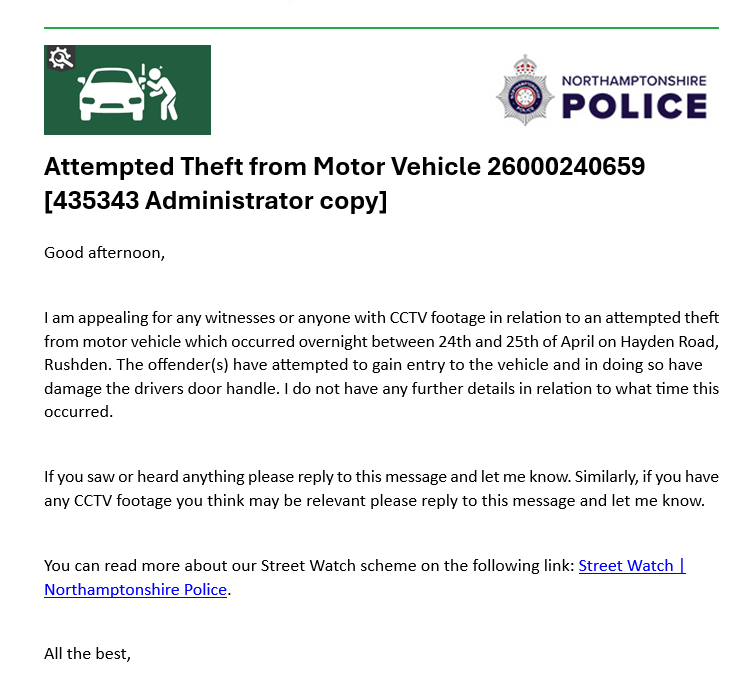 NORTHAMPTONSHIRE
POLICE
Attempted Theft from Motor Vehicle 26000240659
[435343 Administrator copy]
Good afternoon,
I am appealing for any witnesses or anyone with CCTV footage in relation to an attempted theft
from motor vehicle which occurred overnight between 24th and 25th of April on Hayden Road,
Rushden. The offender(s) have attempted to gain entry to the vehicle and in doing so have
damage the drivers door handle. I do not have any further details in relation to what time this
occurred.
If you saw or heard anything please reply to this message and let me know. Similarly, if you have
any CCTV footage you think may be relevant please reply to this message and let me know.
You can read more about our Street Watch scheme on the following link: Street Watch |
Northamptonshire Police.
All the best,